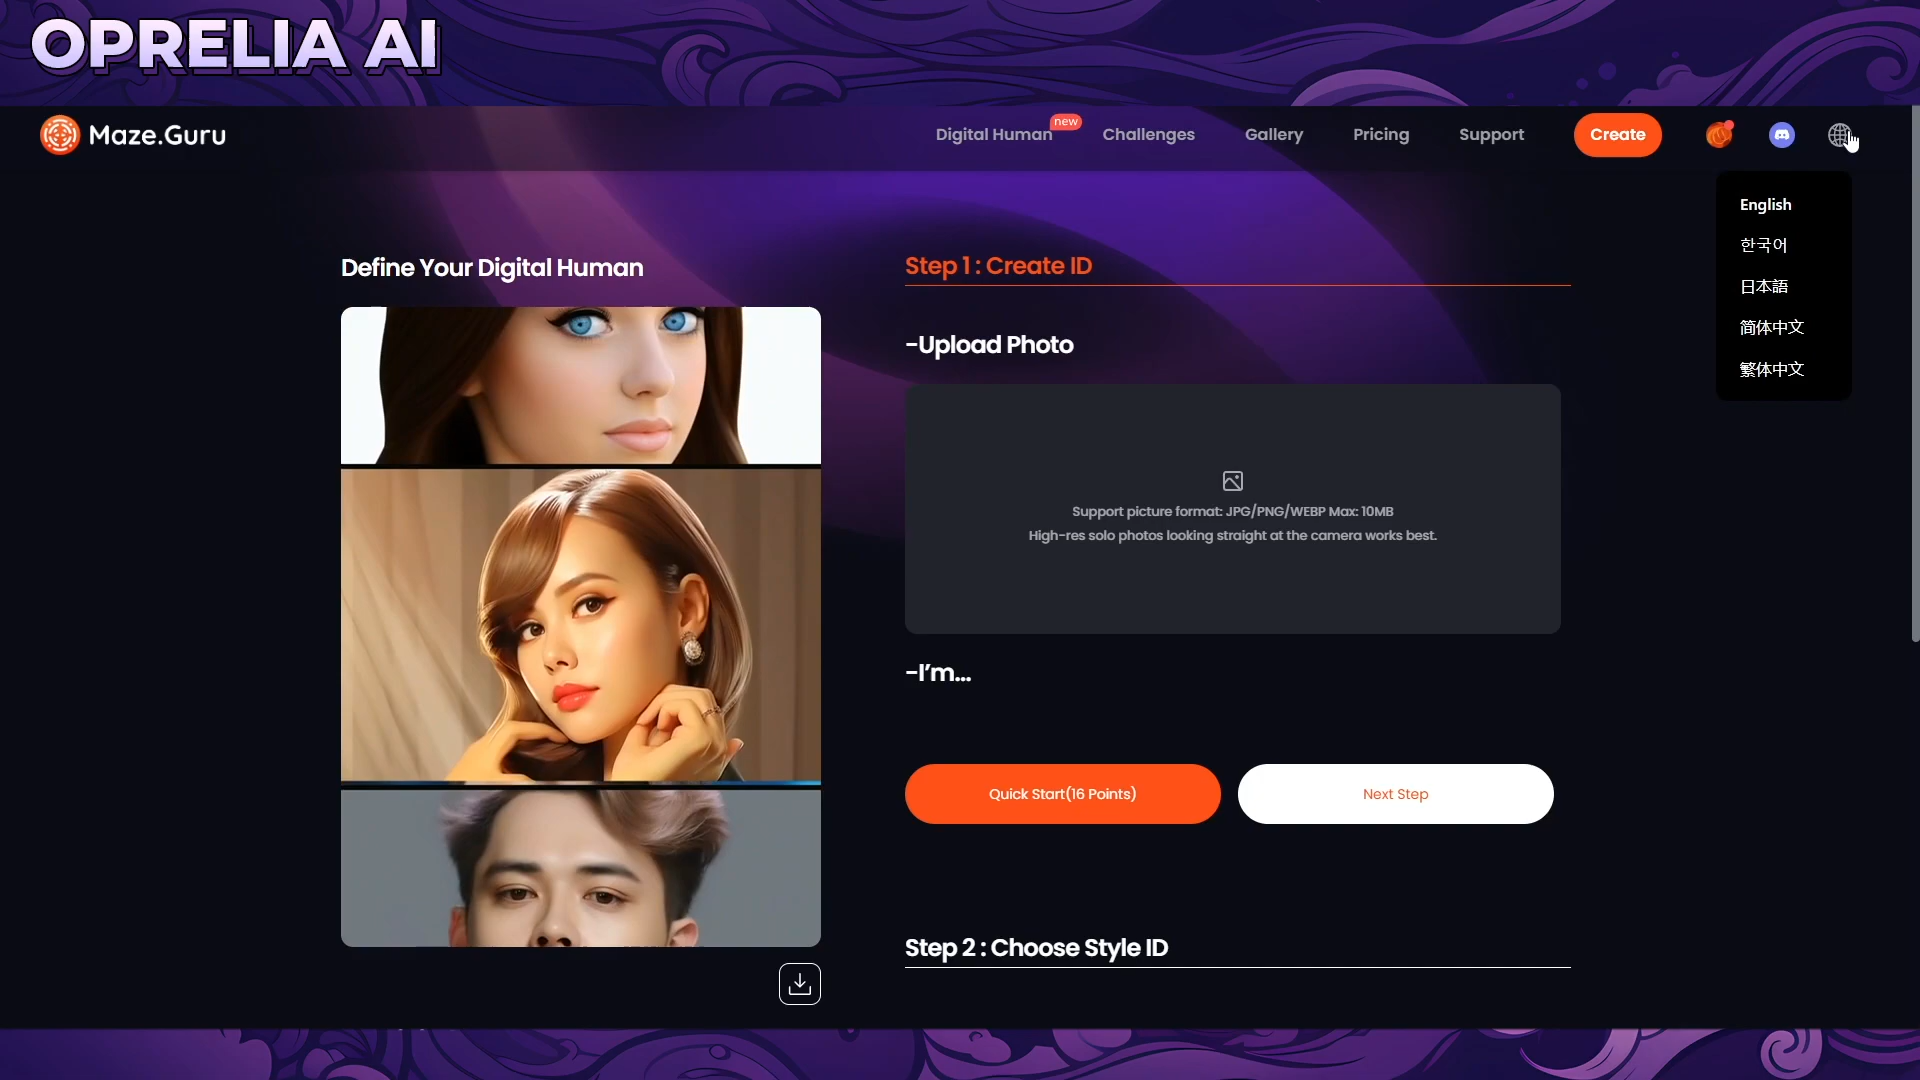 OPRELIA AI
Maze.Guru
Digital Human new Challenges Gallery Pricing Support Create
English
한국어
日本語
简体中文
繁体中文
Define Your Digital Human
Step 1 : Create ID
-Upload Photo
Support picture format: JPG/PNG/WEBP Max: 10MB
High-res solo photos looking straight at the camera works best.
-I'm...
Quick Start(16 Points)
Next Step
Step 2 : Choose Style ID